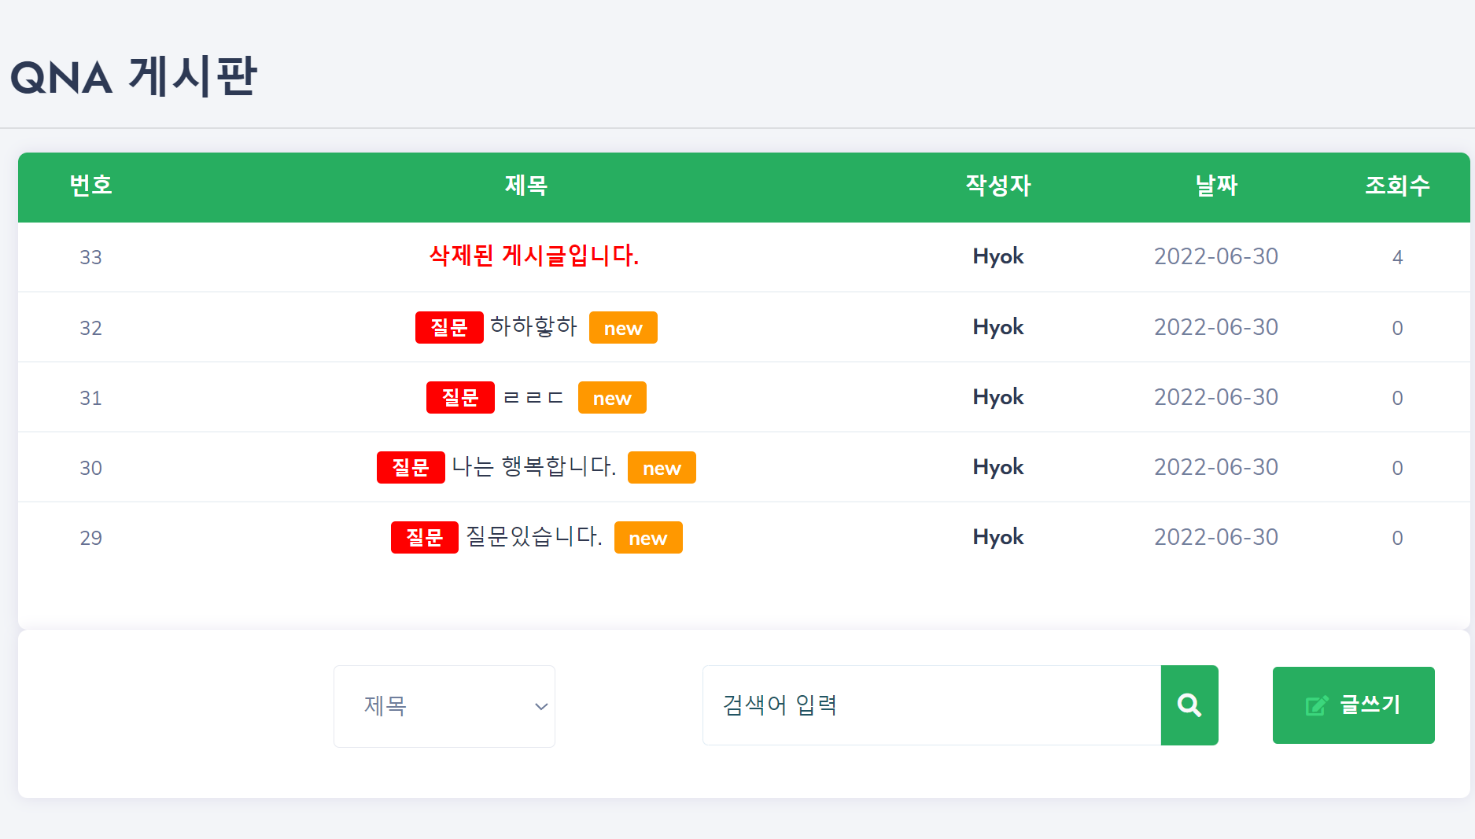 QNA 게시판
번호 제목 작성자 날짜 조회수
33 삭제된 게시글입니다. Hyok 2022-06-30 4
32 질문 하하핳하 new Hyok 2022-06-30 0
31 질문 ㄹㄹㄷ new Hyok 2022-06-30 0
30 질문 나는 행복합니다. new Hyok 2022-06-30 0
29 질문 질문있습니다. new Hyok 2022-06-30 0
제목 검색어 입력 글쓰기